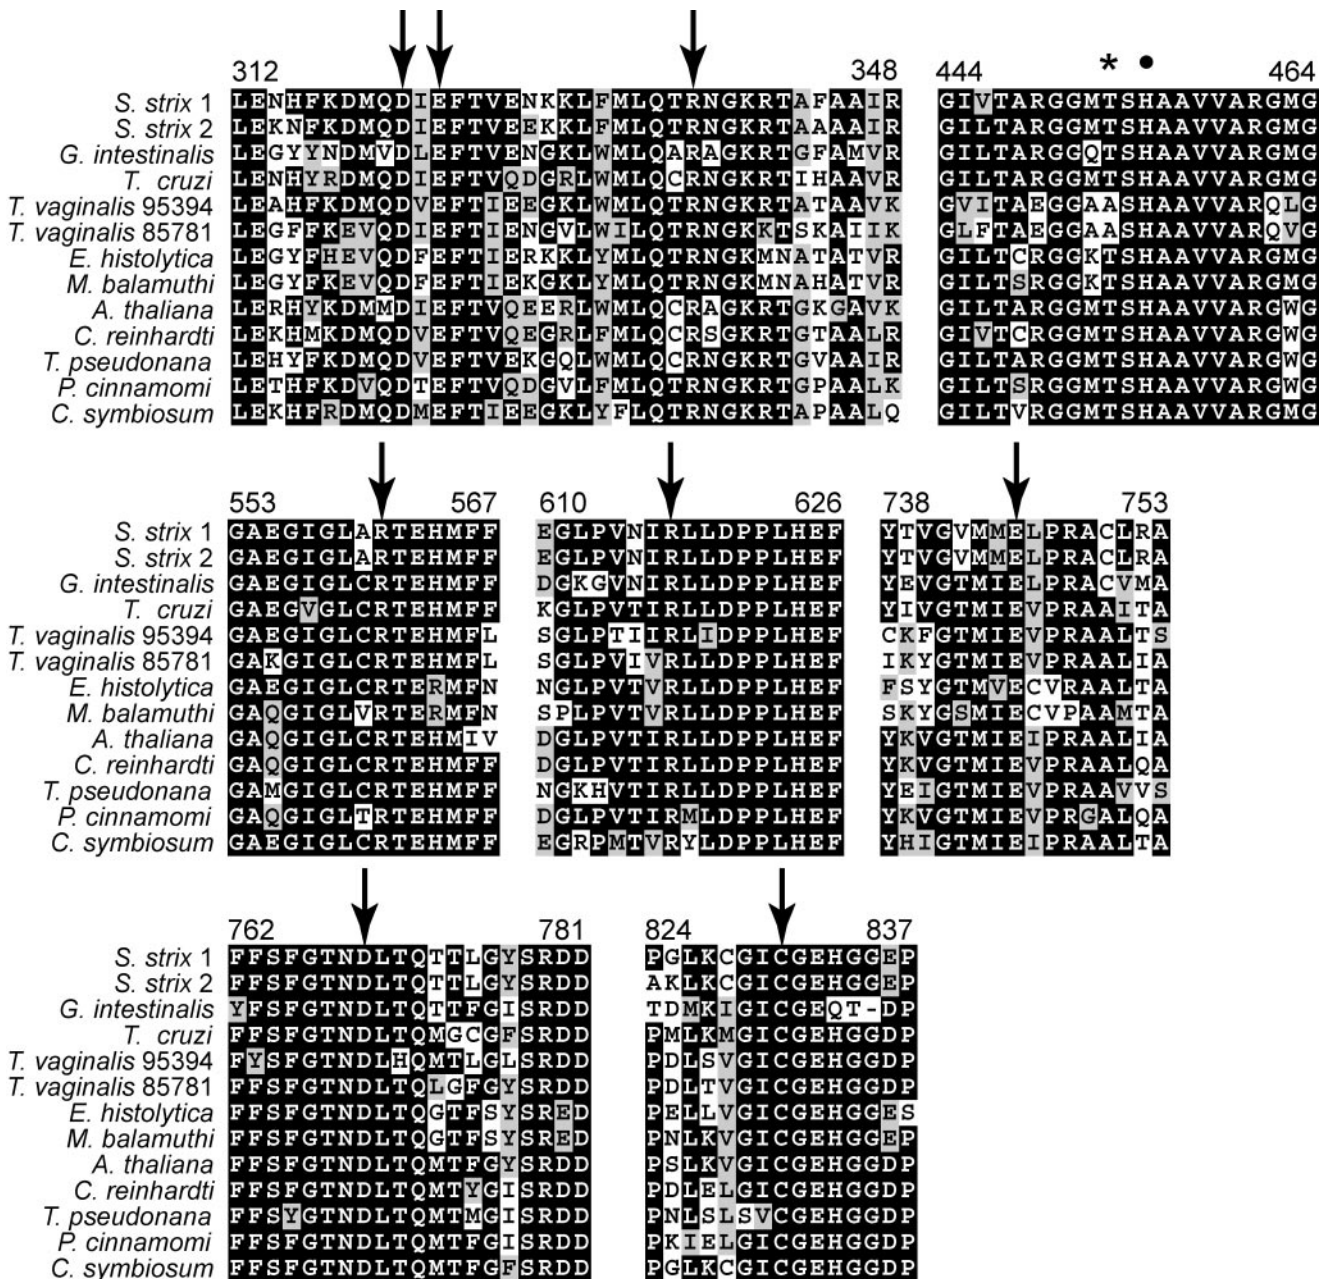 312 348 444 * • 464
S. strix 1 LENHFKDMQDIEFTVENKKLFMLQTRNGKRTAFAAIR GIVTARGGMTSHAAVVARGMG
S. strix 2 LEKNFKDMQDIEFTVEEKKLFMLQTRNGKRTAAAAIR GILTARGGMTSHAAVVARGMG
G. intestinalis LEGYYNDMVDLEFTVENGKLWMLQARAGKRTGFAMVR GILTARGGQTSHAAVVARGMG
T. cruzi LENHYRDMQDIEFTVQDGRLWMLQCRNGKRTIHAAVR GILTARGGMTSHAAVVARGMG
T. vaginalis 95394 LEAHFKDMQDVEFTIEEGKLWMLQTRNGKRTATAAVK GVITAEGGAASHAAVVARQLG
T. vaginalis 85781 LEGFFKEVQDIEFTIENGVLWILQTRNGKKTSKAIIK GLFTAEGGAASHAAVVARQVG
E. histolytica LEGYFHEVQDFEFTIERKKLYMLQTRNGKMNATATVR GILTCRGGKTSHAAVVARGMG
M. balamuthi LEGYFKEVQDFEFTIEKGKLYMLQTRNGKMNAHATVR GILTSRGGKTSHAAVVARGMG
A. thaliana LERHYKDMMDIEFTVQEERLWMLQCRAGKRTGKGAVK GILTARGGMTSHAAVVARGWG
C. reinhardti LEKHMKDMQDVEFTVQEGRLFMLQCRSGKRTGTAALR GIVTCRGGMTSHAAVVARGWG
T. pseudonana LEHYFKDMQDVEFTVEKGQLWMLQCRNGKRTGVAAIR GILTARGGMTSHAAVVARGWG
P. cinnamomi LETHFKDVQDTEFTVQDGVLFMLQTRNGKRTGPAALK GILTSRGGMTSHAAVVARGWG
C. symbiosum LEKHFRDMQDMEFTIEEGKLYFLQTRNGKRTAPAALQ GILTVRGGMTSHAAVVARGMG
553 567 610 626 738 753
S. strix 1 GAEGIGLARTEHMFF EGLPVNIRLLDPPLHEF YTVGVMMELPRACLRA
S. strix 2 GAEGIGLARTEHMFF EGLPVNIRLLDPPLHEF YTVGVMMELPRACLRA
G. intestinalis GAEGIGLCRTEHMFF DGKGVNIRLLDPPLHEF YEVGTMIELPRACVMA
T. cruzi GAEGVGLCRTEHMFF KGLPVTIRLLDPPLHEF YIVGTMIEVPRAAITA
T. vaginalis 95394 GAEGIGLCRTEHMFL SGLPTIIRLIDPPLHEF CKFGTMIEVPRAALTS
T. vaginalis 85781 GAKGIGLCRTEHMFL SGLPVIVRLLDPPLHEF IKYGTMIEVPRAALIA
E. histolytica GAEGIGLCRTERMFN NGLPVTVRLLDPPLHEF FSYGTMVECVRAALTA
M. balamuthi GAQGIGLVRTERMFN SPLPVTVRLLDPPLHEF SKYGSMIECVPAAMTA
A. thaliana GAQGIGLCRTEHMIV DGLPVTIRLLDPPLHEF YKVGTMIEIPRAALIA
C. reinhardti GAQGIGLCRTEHMFF DGLPVTIRLLDPPLHEF YKVGTMIEVPRAALQA
T. pseudonana GAMGIGLCRTEHMFF NGKHVTIRLLDPPLHEF YEIGTMIEVPRAAVVS
P. cinnamomi GAQGIGLTRTEHMFF DGLPVTIRMLDPPLHEF YKVGTMIEVPRGALQA
C. symbiosum GAEGIGLCRTEHMFF EGRPMTVRYLDPPLHEF YHIGTMIEIPRAALTA
762 781 824 837
S. strix 1 FFSFGTNDLTQTTLGYSRDD PGLKCGICGEHGGEP
S. strix 2 FFSFGTNDLTQTTLGYSRDD AKLKCGICGEHGGEP
G. intestinalis YFSFGTNDLTQTTFGISRDD TDMKIGICGEQT-DP
T. cruzi FFSFGTNDLTQMGCGFSRDD PMLKMGICGEHGGDP
T. vaginalis 95394 FYSFGTNDLHQMTLGLSRDD PDLSVGICGEHGGDP
T. vaginalis 85781 FFSFGTNDLTQLGFGYSRDD PDLTVGICGEHGGDP
E. histolytica FFSFGTNDLTQGTFSYSRED PELLVGICGEHGGES
M. balamuthi FFSFGTNDLTQGTFSYSRED PNLKVGICGEHGGEP
A. thaliana FFSFGTNDLTQMTFGYSRDD PSLKVGICGEHGGDP
C. reinhardti FFSFGTNDLTQMTYGISRDD PDLELGICGEHGGDP
T. pseudonana FFSYGTNDLTQMTMGISRDD PNLSLSVCGEHGGDP
P. cinnamomi FFSFGTNDLTQMTFGISRDD PKIELGICGEHGGDP
C. symbiosum FFSFGTNDLTQMTFGFSRDD PGLKCGICGEHGGDP